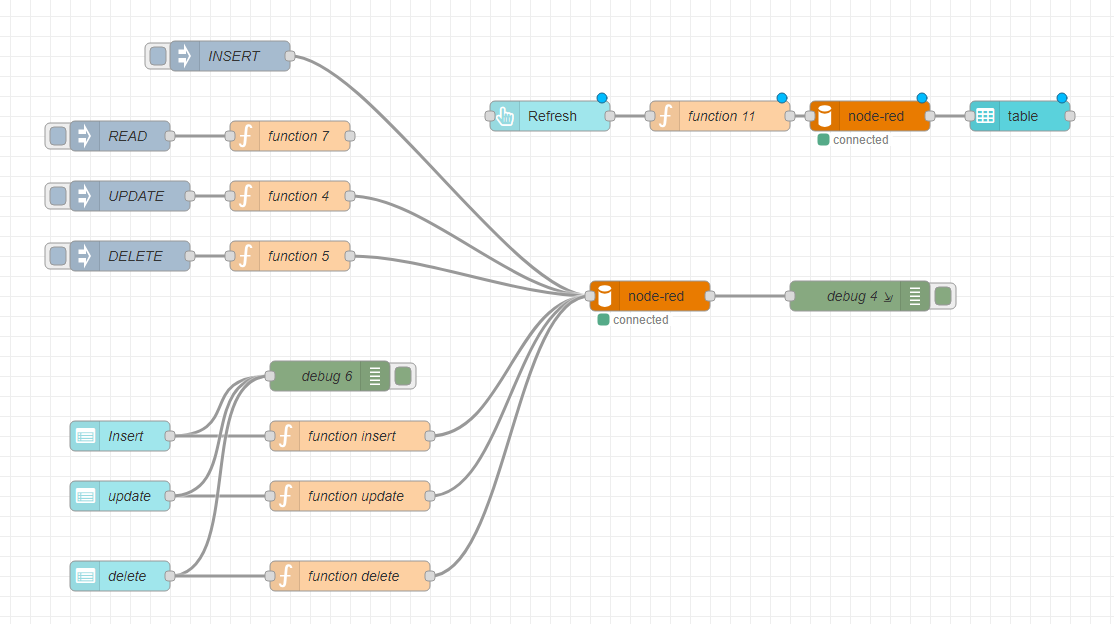 INSERT
Refresh
function 11
node-red
table
connected
READ
function 7
UPDATE
function 4
DELETE
function 5
node-red
debug 4
connected
debug 6
Insert
function insert
update
function update
delete
function delete